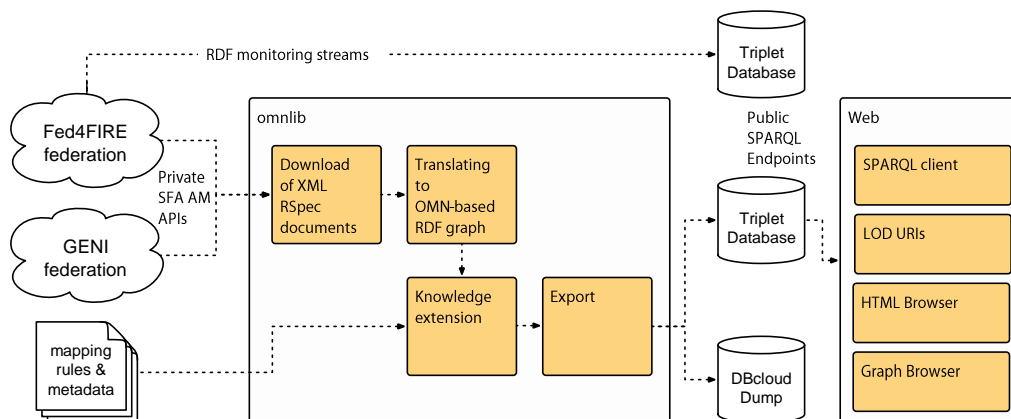 RDF monitoring streams
Triplet
Database
Fed4FIRE
federation
omnlib
Public
SPARQL
Endpoints
Web
Download
of XML
RSpec
documents
Translating
to
OMN-based
RDF graph
SPARQL client
Private
SFA AM
APIs
Triplet
Database
LOD URIs
GENI
federation
Knowledge
extension
Export
HTML Browser
mapping
rules &
metadata
DBcloud
Dump
Graph Browser